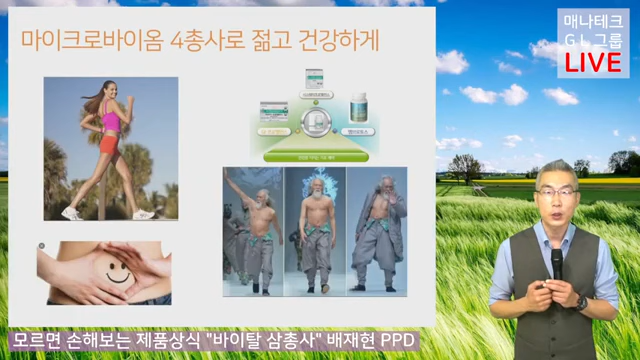 마이크로바이옴 4총사로 젊고 건강하게
매나테크
G L 그룹
LIVE
모르면 손해보는 제품상식 "바이탈 삼총사" 배재현 PPD